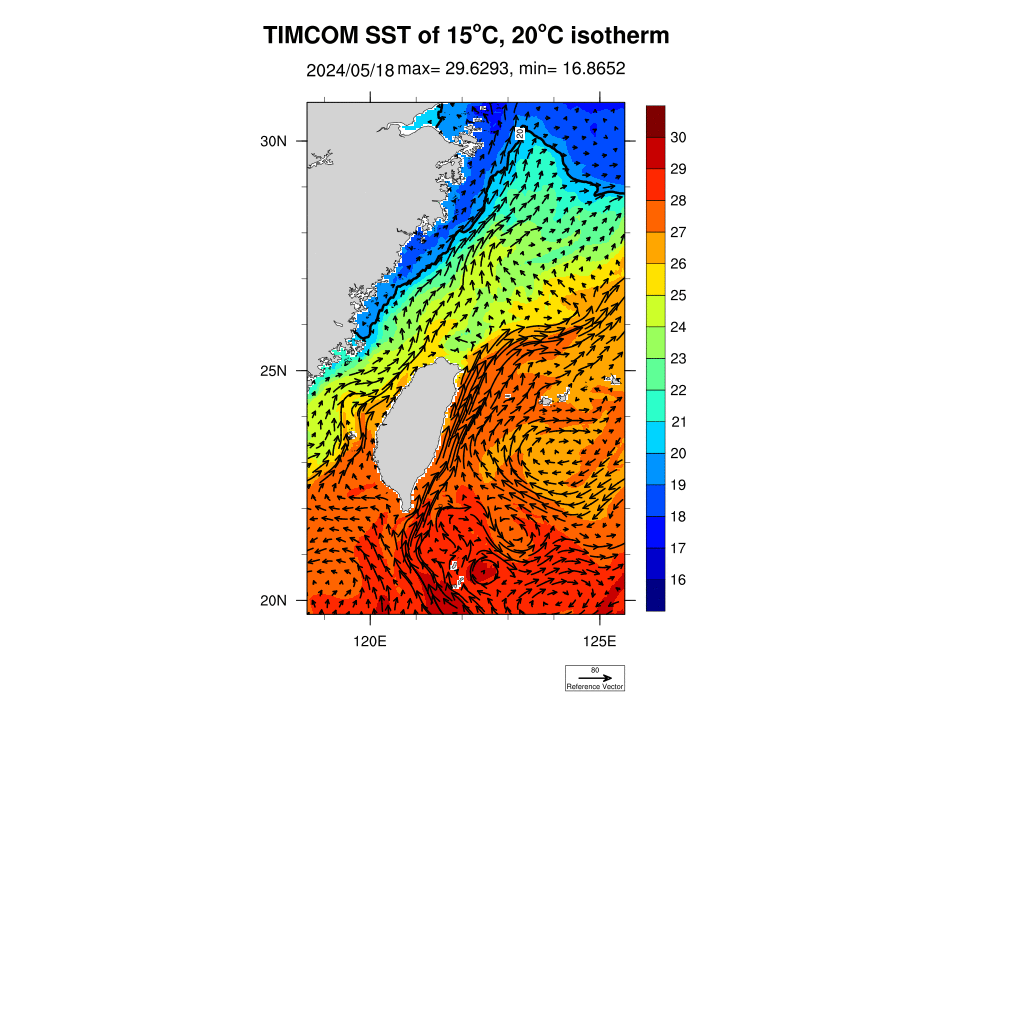 TIMCOM SST of 15°C, 20°C isotherm
2024/05/18 max= 29.6293, min= 16.8652
20
30N
25N
20N
120E
125E
30
29
28
27
26
25
24
23
22
21
20
19
18
17
16
80
Reference Vector